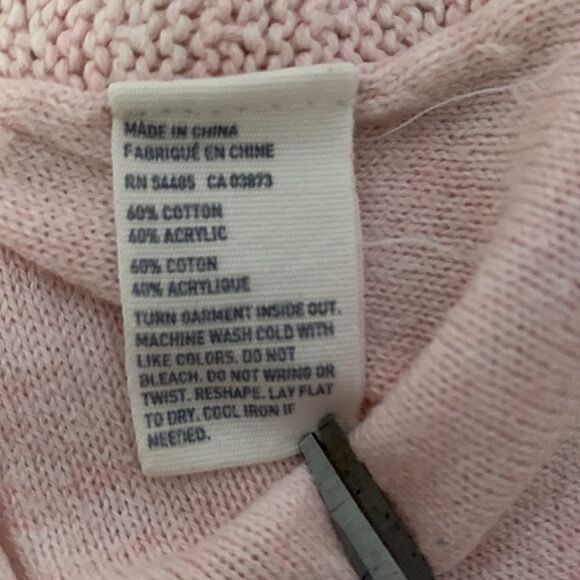 MADE IN CHINA
FABRIQUÉ EN CHINE
RN 54485 CA 03873
60% COTTON
40% ACRYLIC
60% COTON
40% ACRYLIQUE
TURN GARMENT INSIDE OUT.
MACHINE WASH COLD WITH
LIKE COLORS. DO NOT
BLEACH. DO NOT WRING OR
TWIST. RESHAPE. LAY FLAT
TO DRY. COOL IRON IF
NEEDED.